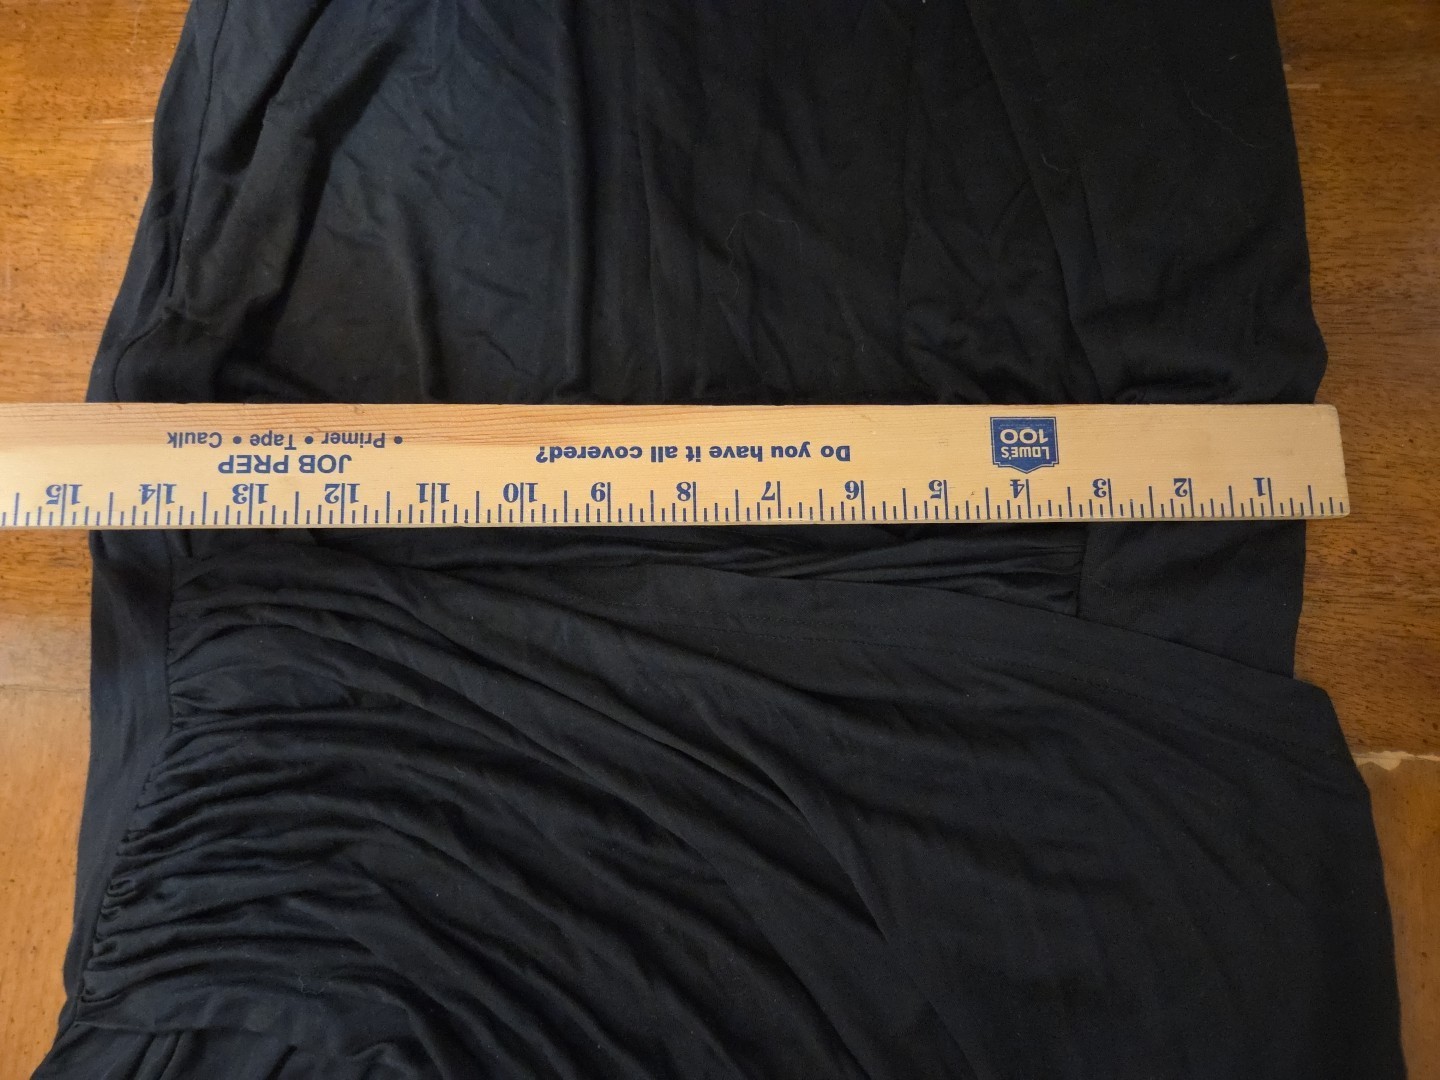 LOWE'S
100
Do you have it all covered?
JOB PREP
• Primer • Tape • Caulk
1 2 3 4 5 6 7 8 9 10 11 12 13 14 15